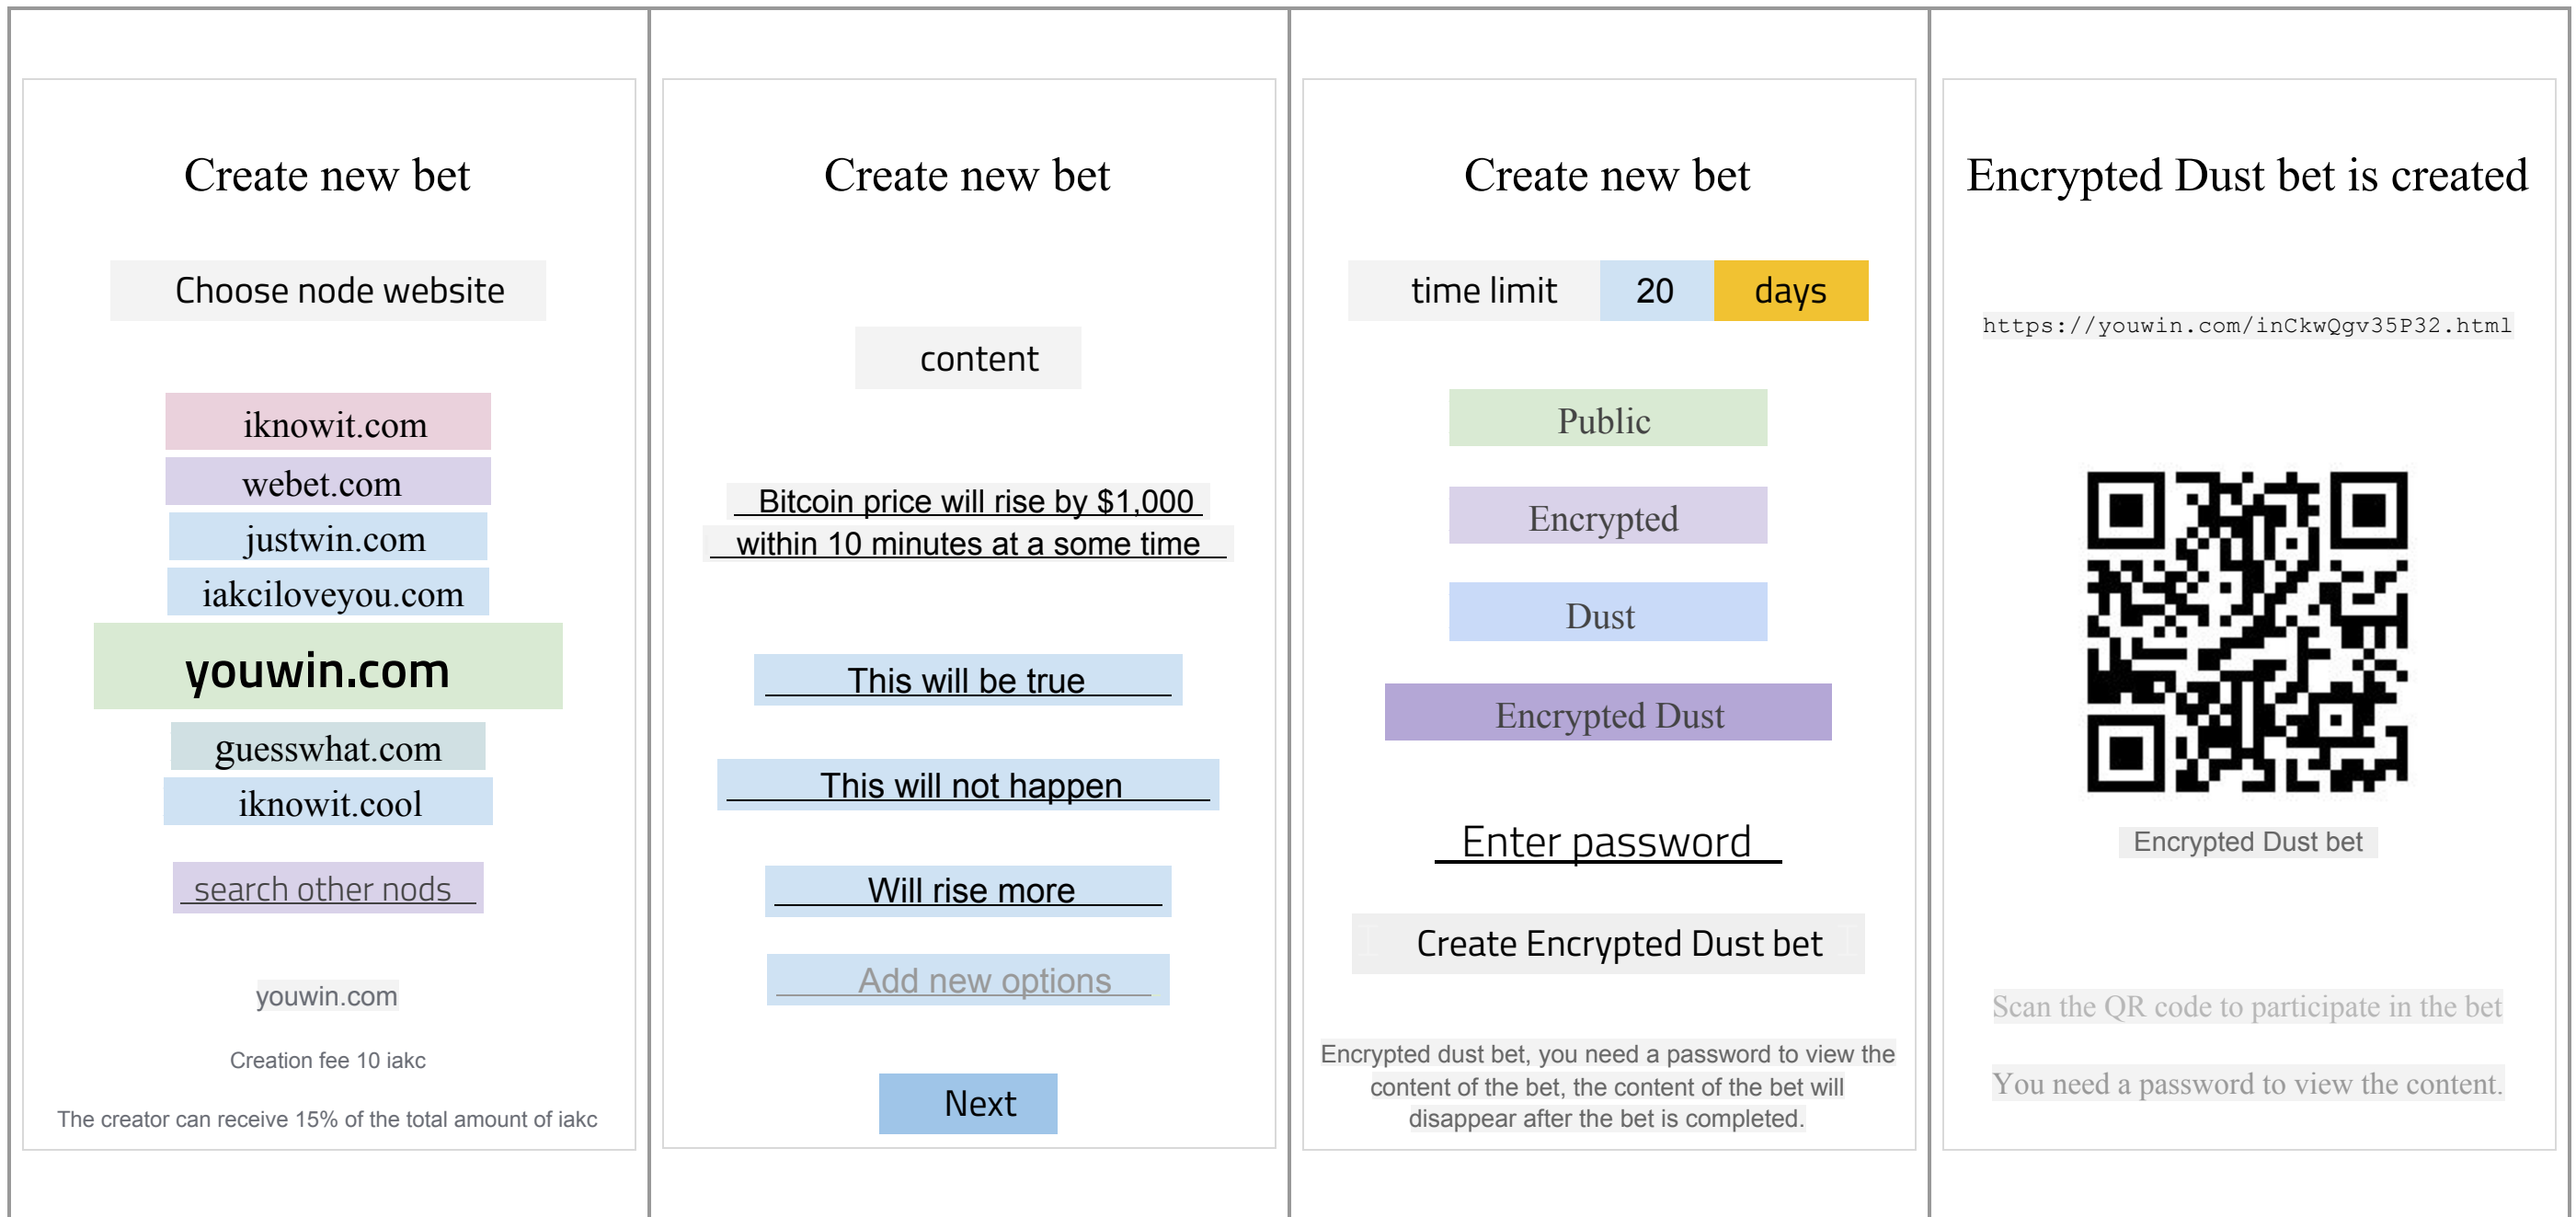 Create new bet
Choose node website
iknowit.com
webet.com
justwin.com
iakciloveyou.com
youwin.com
guesswhat.com
iknowit.cool
search other nods
youwin.com
Creation fee 10 iakc
The creator can receive 15% of the total amount of iakc
Create new bet
content
Bitcoin price will rise by $1,000
within 10 minutes at a some time
This will be true
This will not happen
Will rise more
Add new options
Next
Create new bet
time limit 20 days
Public
Encrypted
Dust
Encrypted Dust
Enter password
Create Encrypted Dust bet
Encrypted dust bet, you need a password to view the
content of the bet, the content of the bet will
disappear after the bet is completed.
Encrypted Dust bet is created
https://youwin.com/inCkwQgv35P32.html
Encrypted Dust bet
Scan the QR code to participate in the bet
You need a password to view the content.